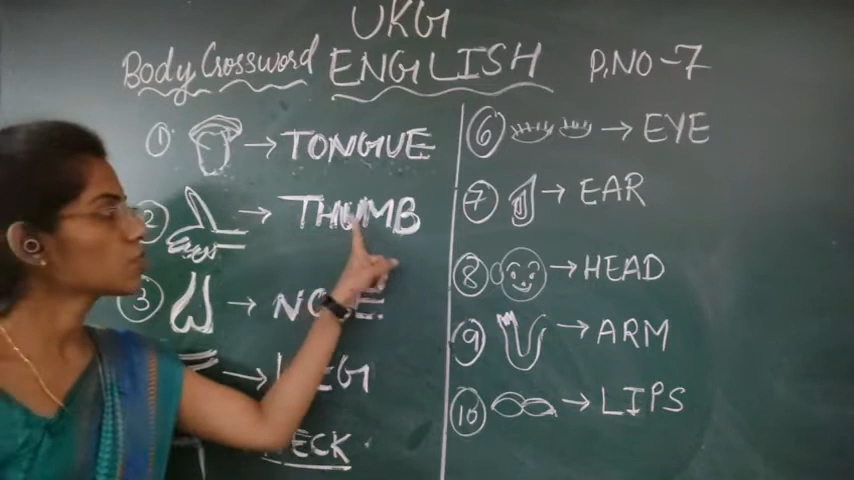 UKG
Body Crossword ENGLISH P.NO-7
① → TONGUE
② → THUMB
③ →
→
⑥ → EYE
⑦ → EAR
⑧ → HEAD
⑨ → ARM
⑩ → LIPS